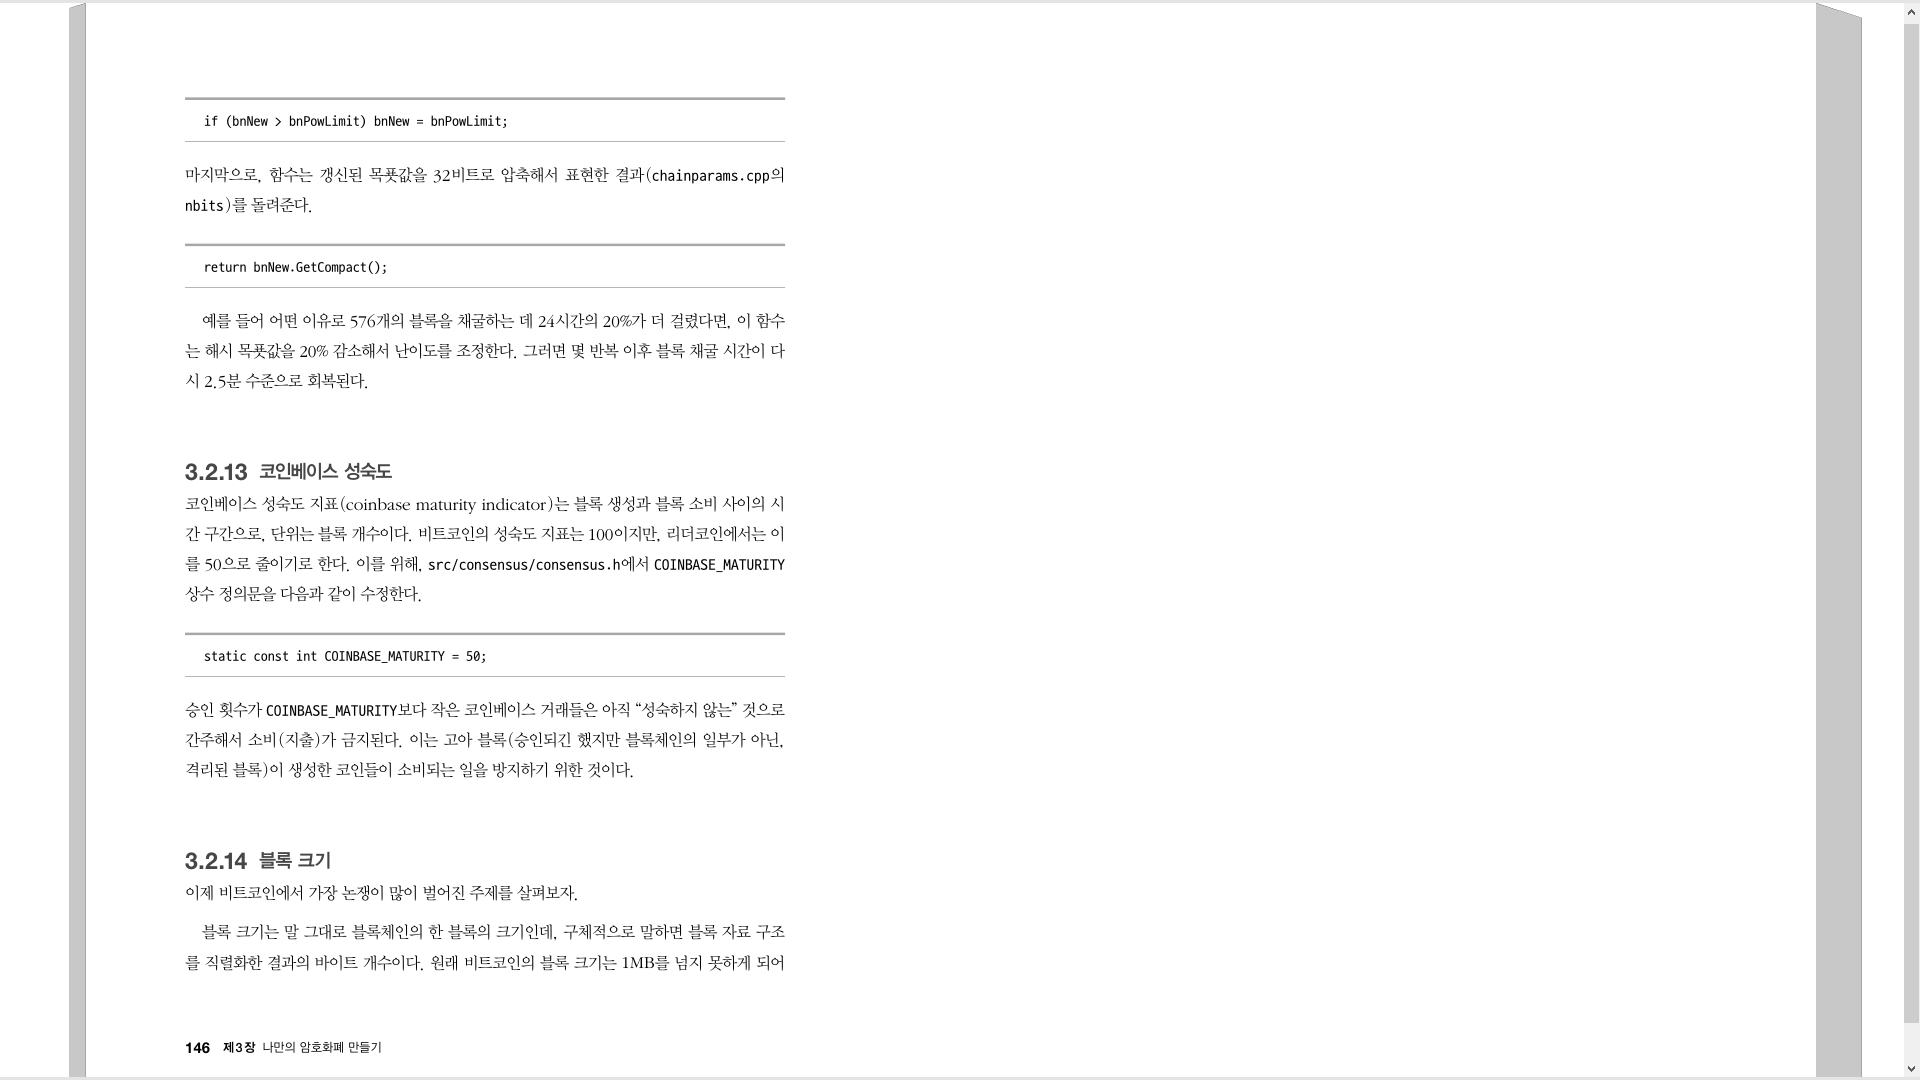 if (bnNew > bnPowLimit) bnNew = bnPowLimit;
마지막으로, 함수는 갱신된 목푯값을 32비트로 압축해서 표현한 결과(chainparams.cpp의
nbits)를 돌려준다.
return bnNew.GetCompact();
예를 들어 어떤 이유로 576개의 블록을 채굴하는 데 24시간의 20%가 더 걸렸다면, 이 함수
는 해시 목푯값을 20% 감소해서 난이도를 조정한다. 그러면 몇 반복 이후 블록 채굴 시간이 다
시 2.5분 수준으로 회복된다.
3.2.13 코인베이스 성숙도
코인베이스 성숙도 지표(coinbase maturity indicator)는 블록 생성과 블록 소비 사이의 시
간 구간으로, 단위는 블록 개수이다. 비트코인의 성숙도 지표는 100이지만, 리더코인에서는 이
를 50으로 줄이기로 한다. 이를 위해, src/consensus/consensus.h에서 COINBASE_MATURITY
상수 정의문을 다음과 같이 수정한다.
static const int COINBASE_MATURITY = 50;
승인 횟수가 COINBASE_MATURITY보다 작은 코인베이스 거래들은 아직 “성숙하지 않는” 것으로
간주해서 소비(지출)가 금지된다. 이는 고아 블록(승인되긴 했지만 블록체인의 일부가 아닌,
격리된 블록)이 생성한 코인들이 소비되는 일을 방지하기 위한 것이다.
3.2.14 블록 크기
이제 비트코인에서 가장 논쟁이 많이 벌어진 주제를 살펴보자.
블록 크기는 말 그대로 블록체인의 한 블록의 크기인데, 구체적으로 말하면 블록 자료 구조
를 직렬화한 결과의 바이트 개수이다. 원래 비트코인의 블록 크기는 1MB를 넘지 못하게 되어
146 제3장 나만의 암호화폐 만들기